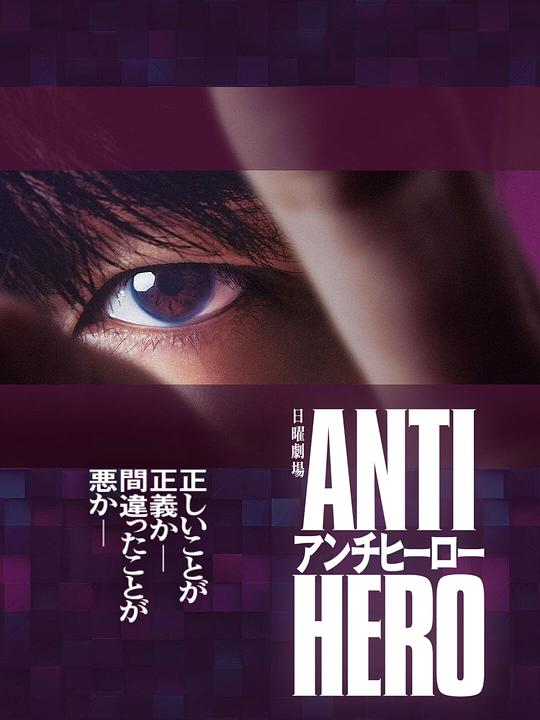 日曜劇場
ANTI
アンチヒーロー
HERO
正しいことが
正義か―
間違ったことが
悪か―